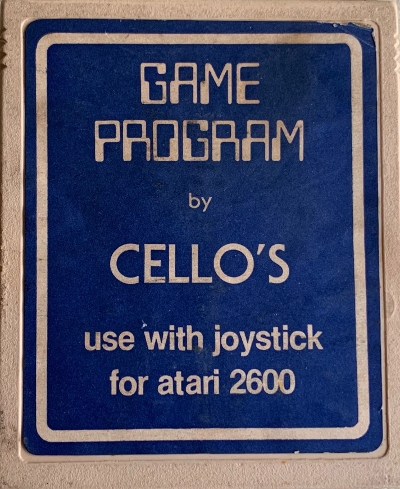 GAME
PROGRAM
by
CELLO'S
use with joystick
for atari 2600